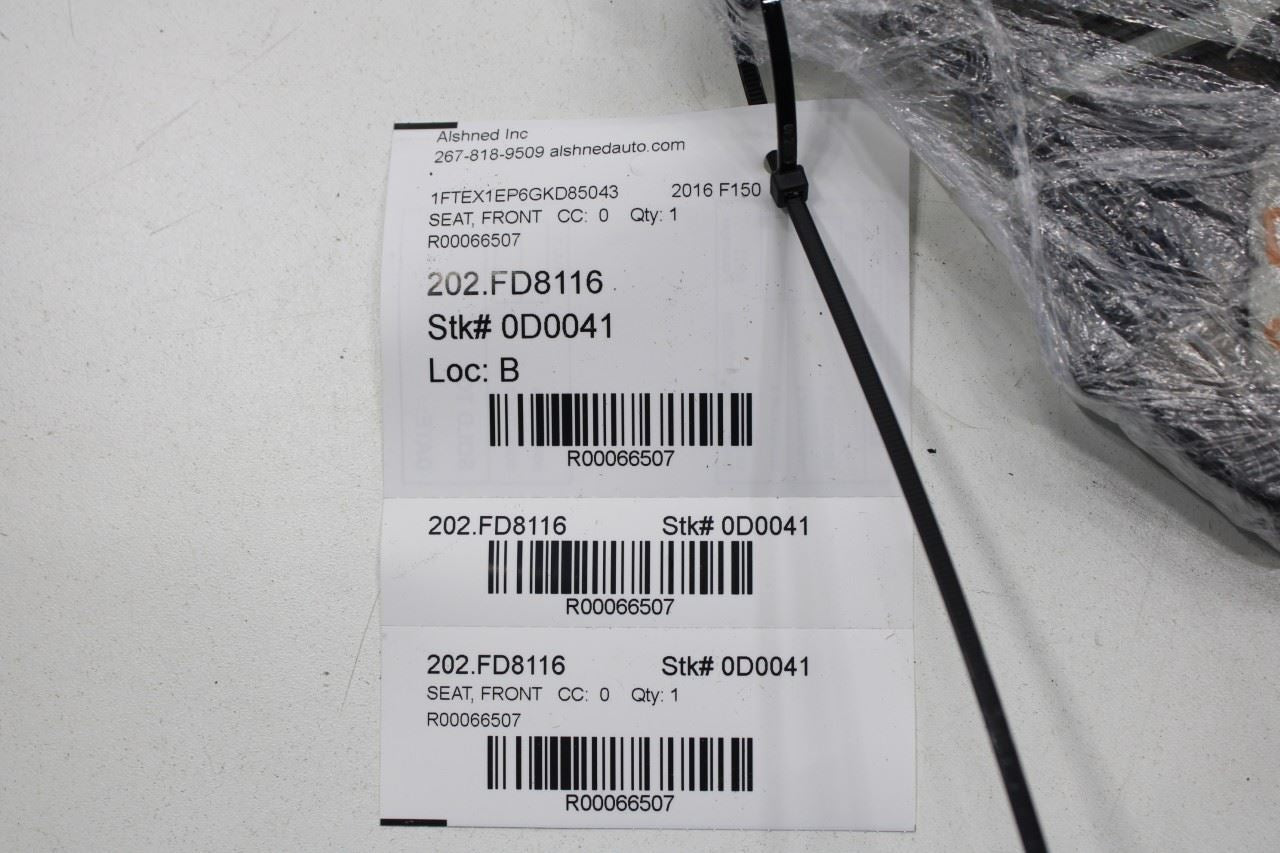 Alshned Inc
267-818-9509 alshnedauto.com
1FTEX1EP6GKD85043 2016 F150
SEAT, FRONT CC: 0 Qty: 1
R00066507
202.FD8116
Stk# 0D0041
Loc: B
R00066507
202.FD8116 Stk# 0D0041
R00066507
202.FD8116 Stk# 0D0041
SEAT, FRONT CC: 0 Qty: 1
R00066507
R00066507